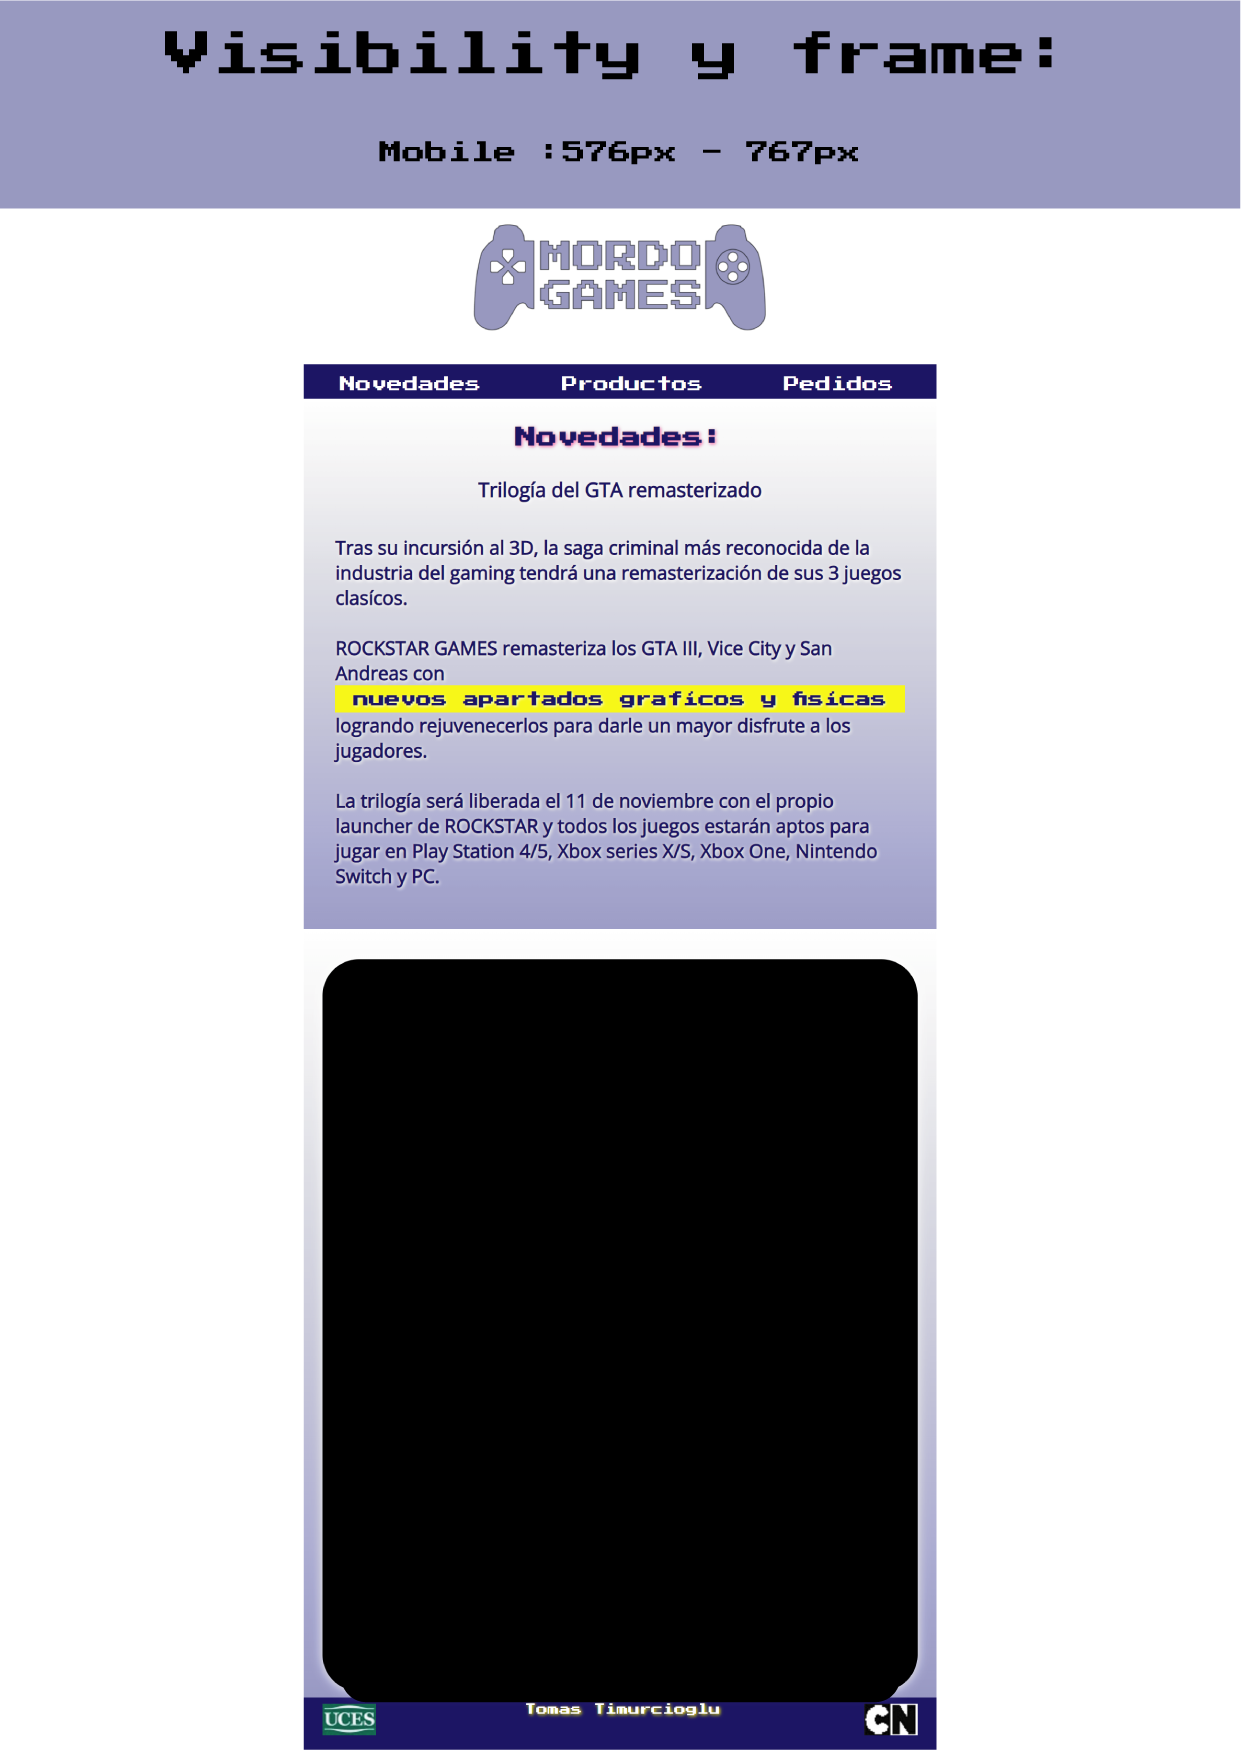 Visibility y frame:
Mobile :576px - 767px
MORDO
GAMES
Novedades Productos Pedidos
Novedades:
Trilogía del GTA remasterizado
Tras su incursión al 3D, la saga criminal más reconocida de la
industria del gaming tendrá una remasterización de sus 3 juegos
clasícos.
ROCKSTAR GAMES remasteriza los GTA III, Vice City y San
Andreas con
nuevos apartados grafícos y fisícas
logrando rejuvenecerlos para darle un mayor disfrute a los
jugadores.
La trilogía será liberada el 11 de noviembre con el propio
launcher de ROCKSTAR y todos los juegos estarán aptos para
jugar en Play Station 4/5, Xbox series X/S, Xbox One, Nintendo
Switch y PC.
UCES Tomas Timurcioglu CN